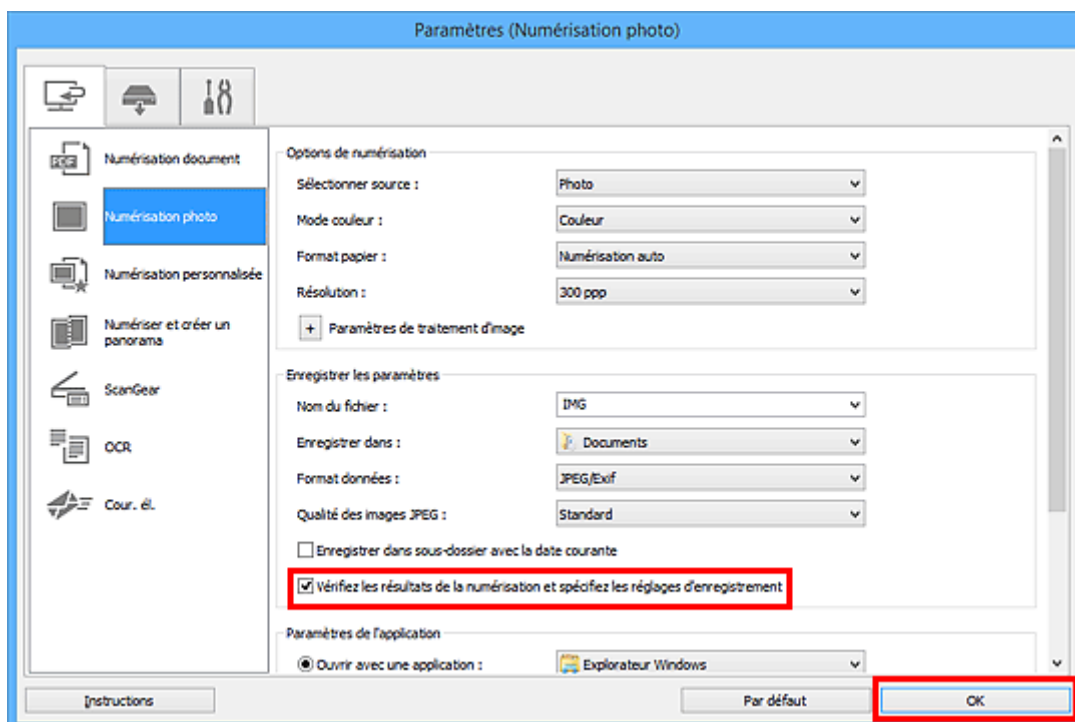 Paramètres (Numérisation photo)
Numérisation document
Numérisation photo
Numérisation personnalisée
Numériser et créer un
panorama
ScanGear
OCR
Cour. él.
Options de numérisation
Sélectionner source :
Photo
Mode couleur :
Couleur
Format papier :
Numérisation auto
Résolution :
300 ppp
+ Paramètres de traitement d'image
Enregistrer les paramètres
Nom du fichier :
IMG
Enregistrer dans :
Documents
Format données :
JPEG/Exif
Qualité des images JPEG :
Standard
Enregistrer dans sous-dossier avec la date courante
Vérifiez les résultats de la numérisation et spécifiez les réglages d'enregistrement
Paramètres de l'application
Ouvrir avec une application :
Explorateur Windows
Instructions
Par défaut
OK